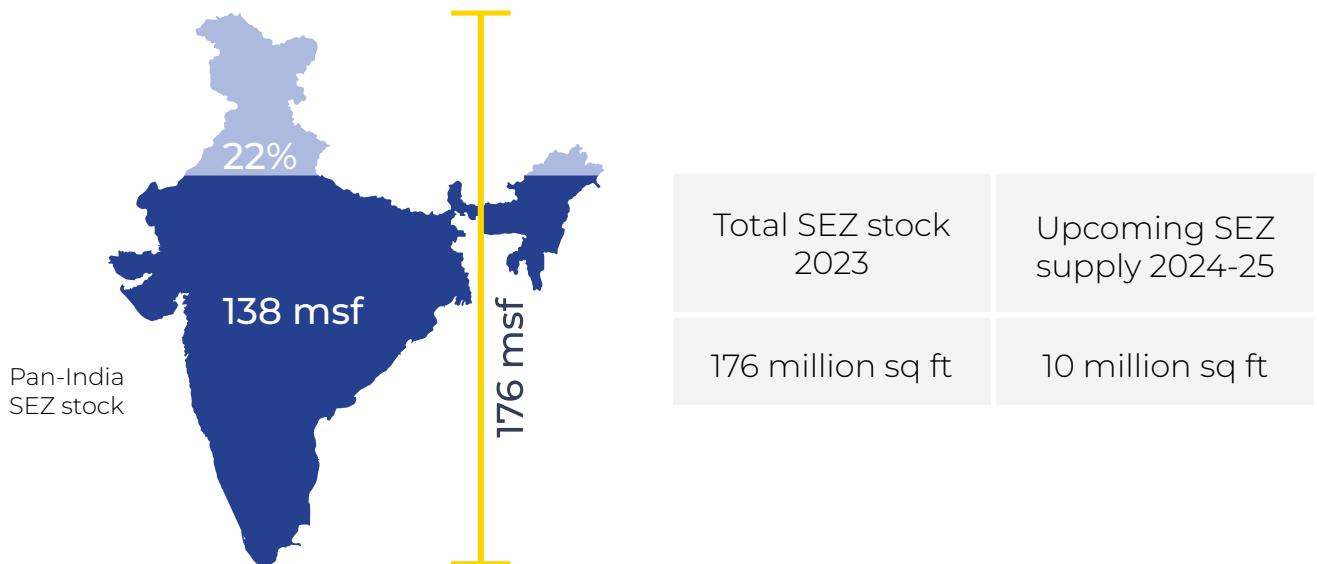 22%
138 msf
176 msf
Pan-India
SEZ stock
Total SEZ stock
2023
Upcoming SEZ
supply 2024-25
176 million sq ft
10 million sq ft